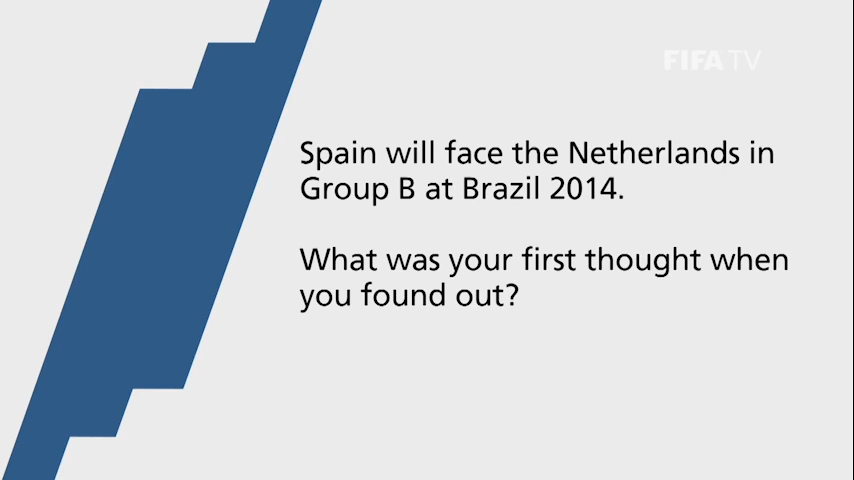 FIFA TV
Spain will face the Netherlands in
Group B at Brazil 2014.
What was your first thought when
you found out?